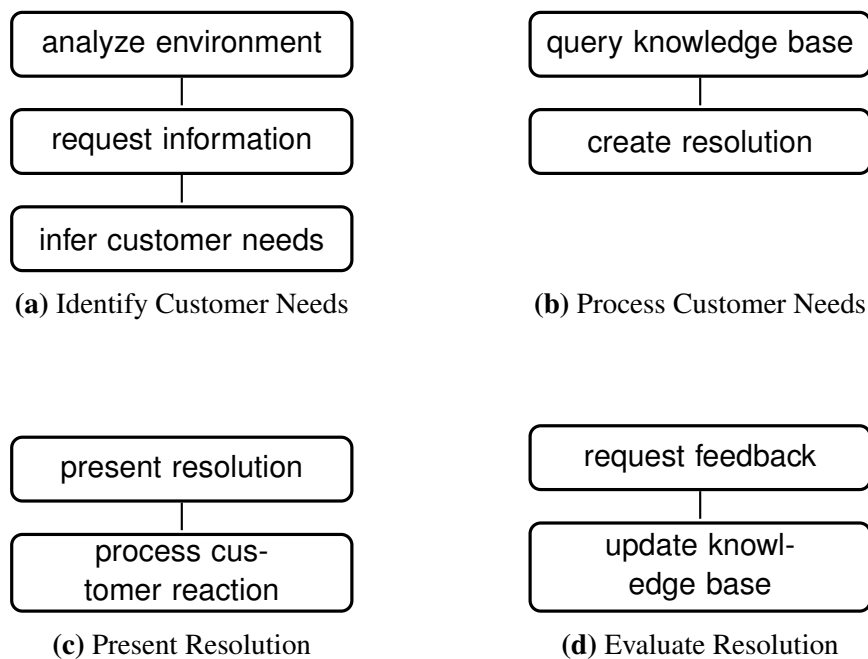 analyze environment
request information
infer customer needs
(a) Identify Customer Needs
query knowledge base
create resolution
(b) Process Customer Needs
present resolution
process cus-
tomer reaction
(c) Present Resolution
request feedback
update knowl-
edge base
(d) Evaluate Resolution